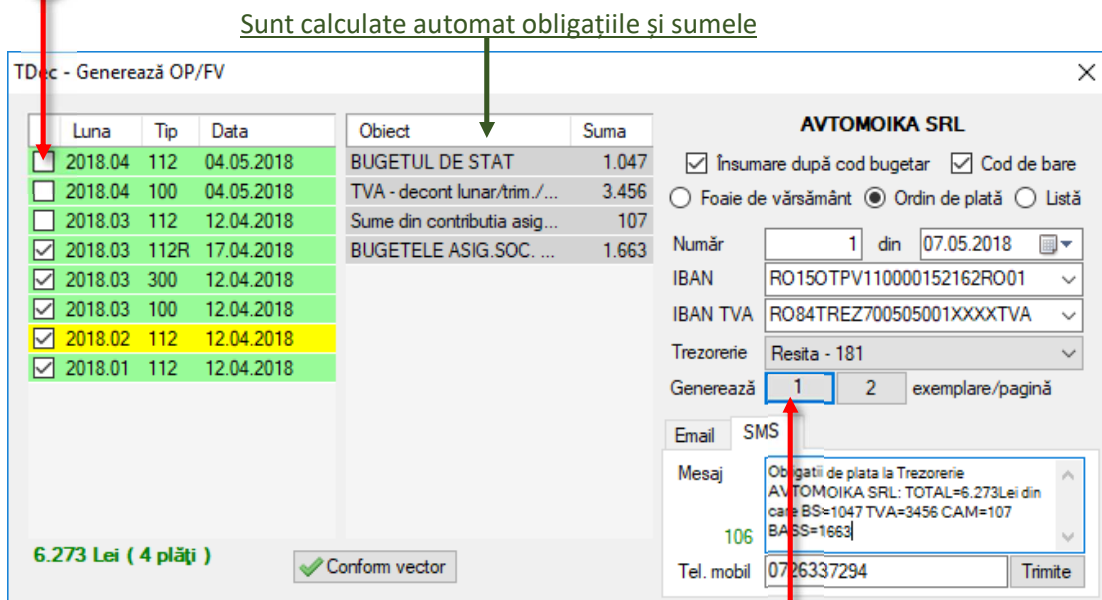 Sunt calculate automat obligațiile și sumele
TDec - Generează OP/FV
Luna Tip Data
2018.04 112 04.05.2018
2018.04 100 04.05.2018
2018.03 112 12.04.2018
2018.03 112R 17.04.2018
2018.03 300 12.04.2018
2018.03 100 12.04.2018
2018.02 112 12.04.2018
2018.01 112 12.04.2018
6.273 Lei ( 4 plăţi )
Obiect Suma
BUGETUL DE STAT 1.047
TVA - decont lunar/trim./... 3.456
Sume din contributia asig... 107
BUGETELE ASIG.SOC. ... 1.663
Conform vector
AVTOMOIKA SRL
Însumare după cod bugetar Cod de bare
Foaie de vărsământ Ordin de plată Listă
Număr 1 din 07.05.2018
IBAN RO15OTPV110000152162RO01
IBAN TVA RO84TREZ700505001XXXXTVA
Trezorerie Resita - 181
Generează 1 2 exemplare/pagină
Email SMS
Mesaj
106
Obligatii de plata la Trezorerie
AVTOMOIKA SRL: TOTAL=6.273Lei din
care BS=1047 TVA=3456 CAM=107
BASS=1663
Tel. mobil 0726337294 Trimite